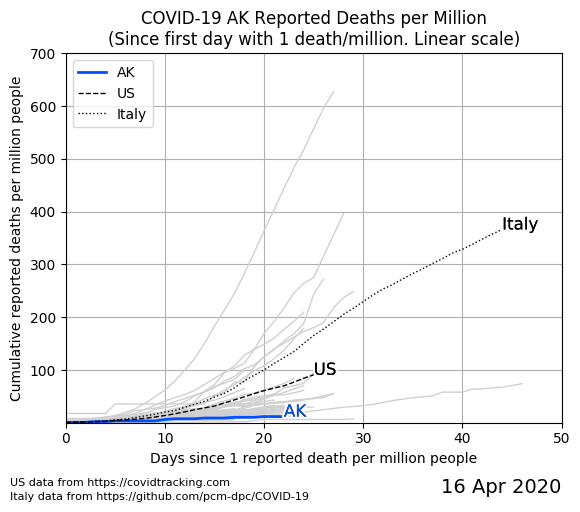 COVID-19 AK Reported Deaths per Million
(Since first day with 1 death/million. Linear scale)
700
600
500
400
300
200
100
Cumulative reported deaths per million people
AK
US
Italy
Italy
US
AK
0
10
20
30
40
50
Days since 1 reported death per million people
US data from https://covidtracking.com
Italy data from https://github.com/pcm-dpc/COVID-19
16 Apr 2020